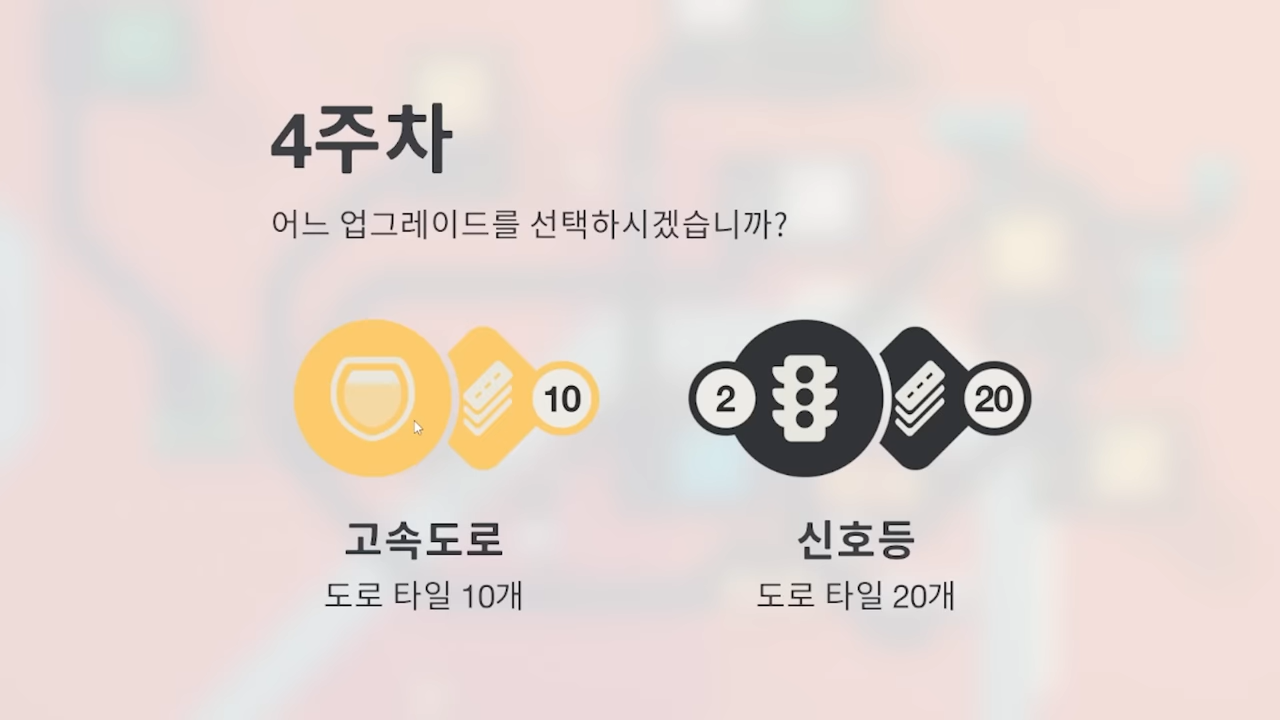 4주차
어느 업그레이드를 선택하시겠습니까?
10
2
20
고속도로
신호등
도로 타일 10개
도로 타일 20개